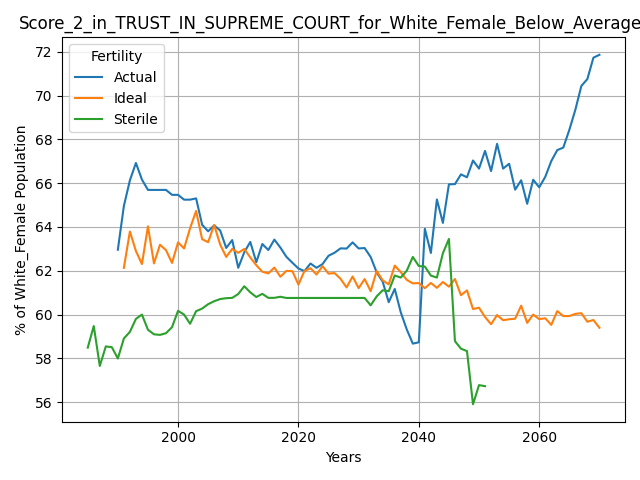 Score_2_in_TRUST_IN_SUPREME_COURT_for_White_Female_Below_Average
Fertility
Actual
Ideal
Sterile
% of White_Female Population
72
70
68
66
64
62
60
58
56
2000
2020
2040
2060
Years